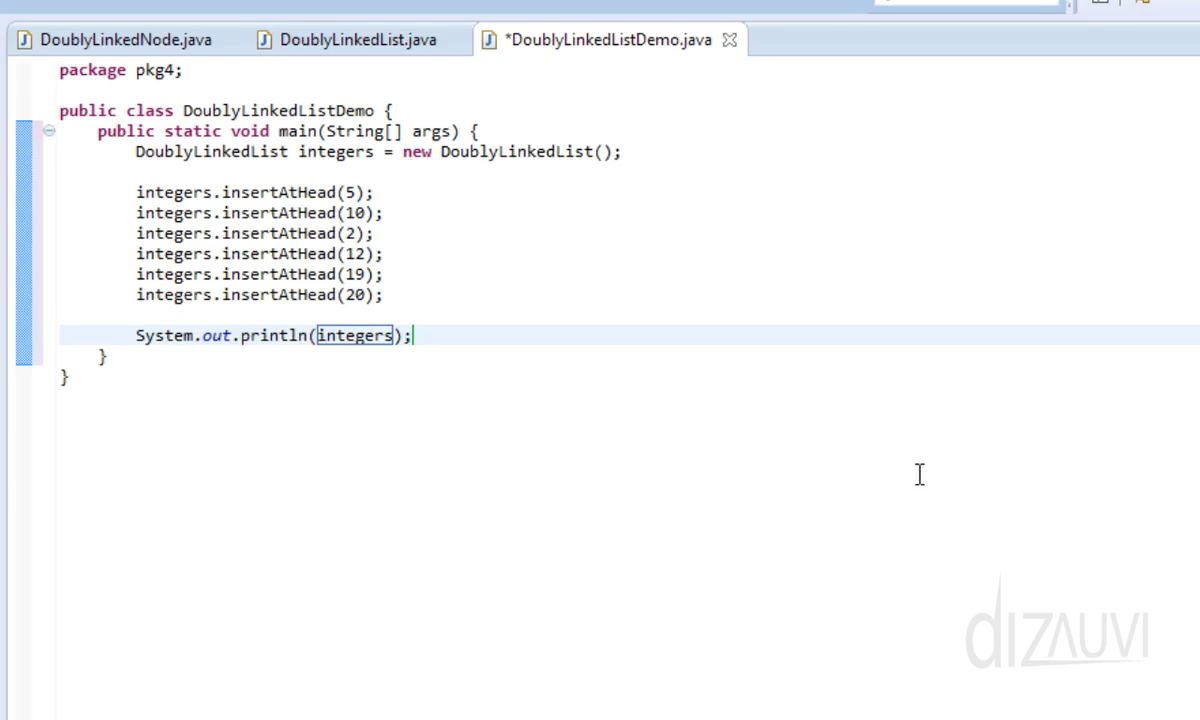 DoublyLinkedNode.java DoublyLinkedList.java *DoublyLinkedListDemo.java
package pkg4;
public class DoublyLinkedListDemo {
public static void main(String[] args) {
DoublyLinkedList integers = new DoublyLinkedList();
integers.insertAtHead(5);
integers.insertAtHead(10);
integers.insertAtHead(2);
integers.insertAtHead(12);
integers.insertAtHead(19);
integers.insertAtHead(20);
System.out.println(integers);
}
}
dizAUVI